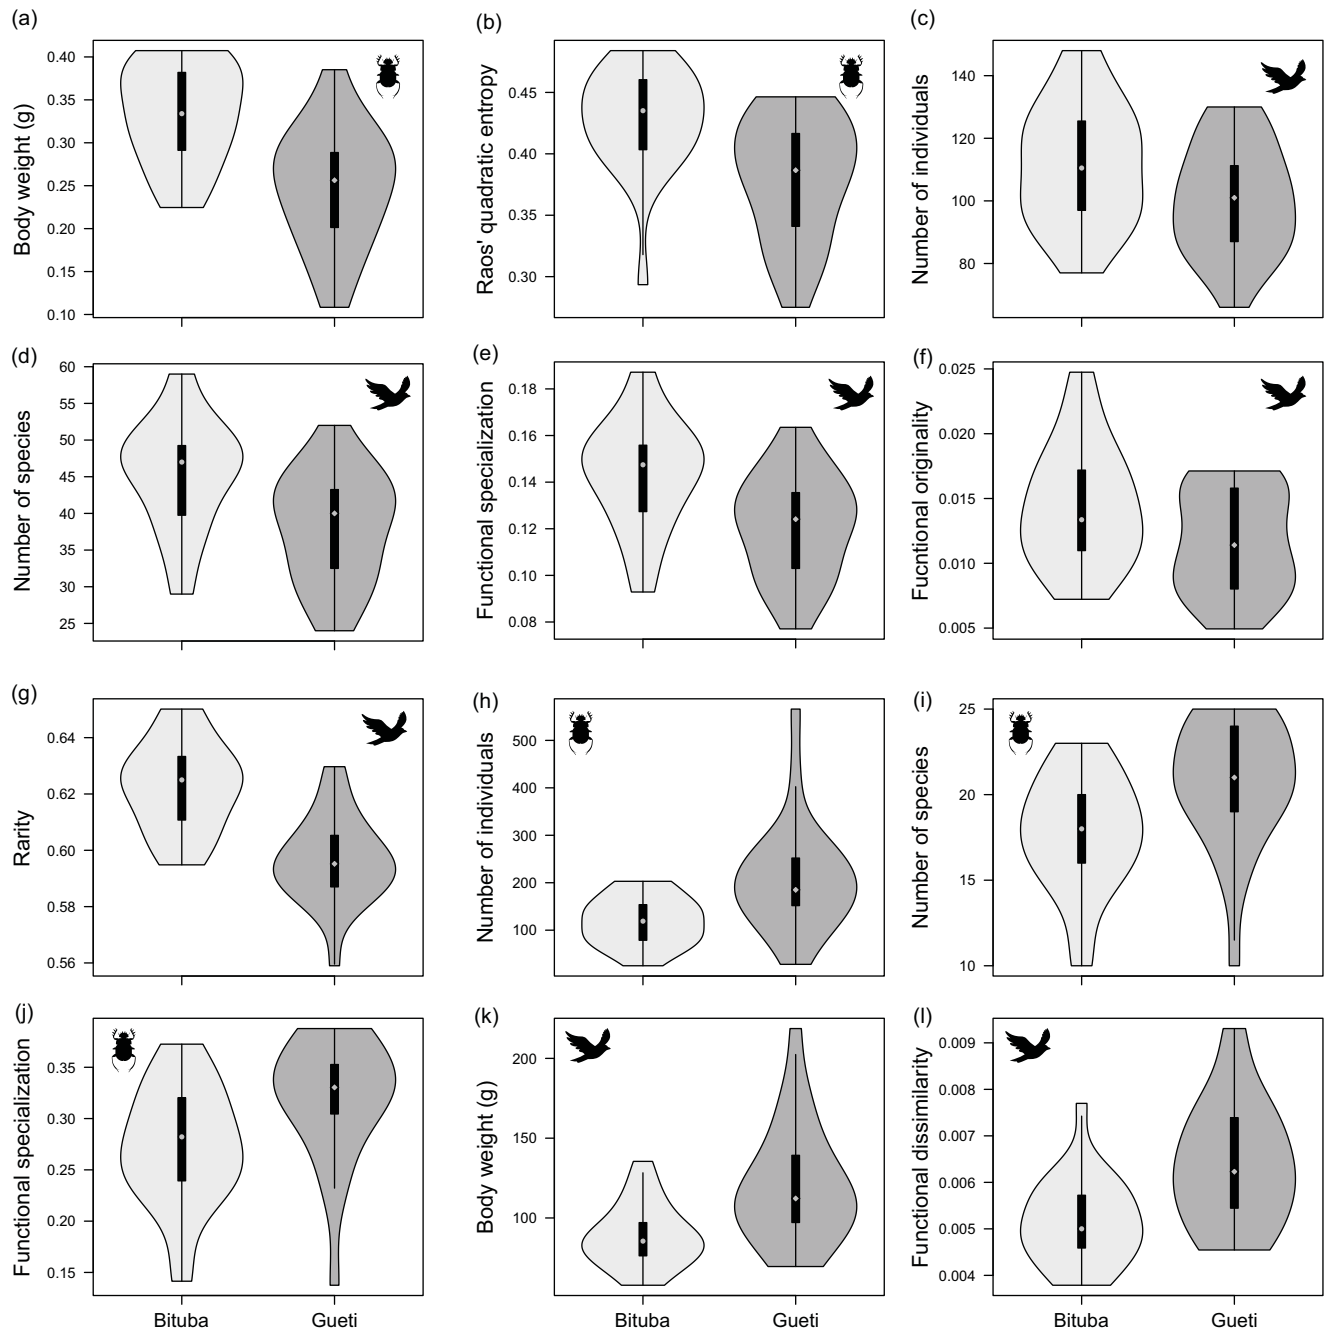 (a)
Body weight (g)
0.40
0.35
0.30
0.25
0.20
0.15
0.10
(b)
Raos' quadratic entropy
0.45
0.40
0.35
0.30
(c)
Number of individuals
140
120
100
80
(d)
Number of species
60
55
50
45
40
35
30
25
(e)
Functional specialization
0.18
0.16
0.14
0.12
0.10
0.08
(f)
Fucntional originality
0.025
0.020
0.015
0.010
0.005
(g)
Rarity
0.64
0.62
0.60
0.58
0.56
(h)
Number of individuals
500
400
300
200
100
(i)
Number of species
25
20
15
10
(j)
Functional specialization
0.35
0.30
0.25
0.20
0.15
Bituba Gueti
(k)
Body weight (g)
200
150
100
Bituba Gueti
(l)
Functional dissimilarity
0.009
0.008
0.007
0.006
0.005
0.004
Bituba Gueti